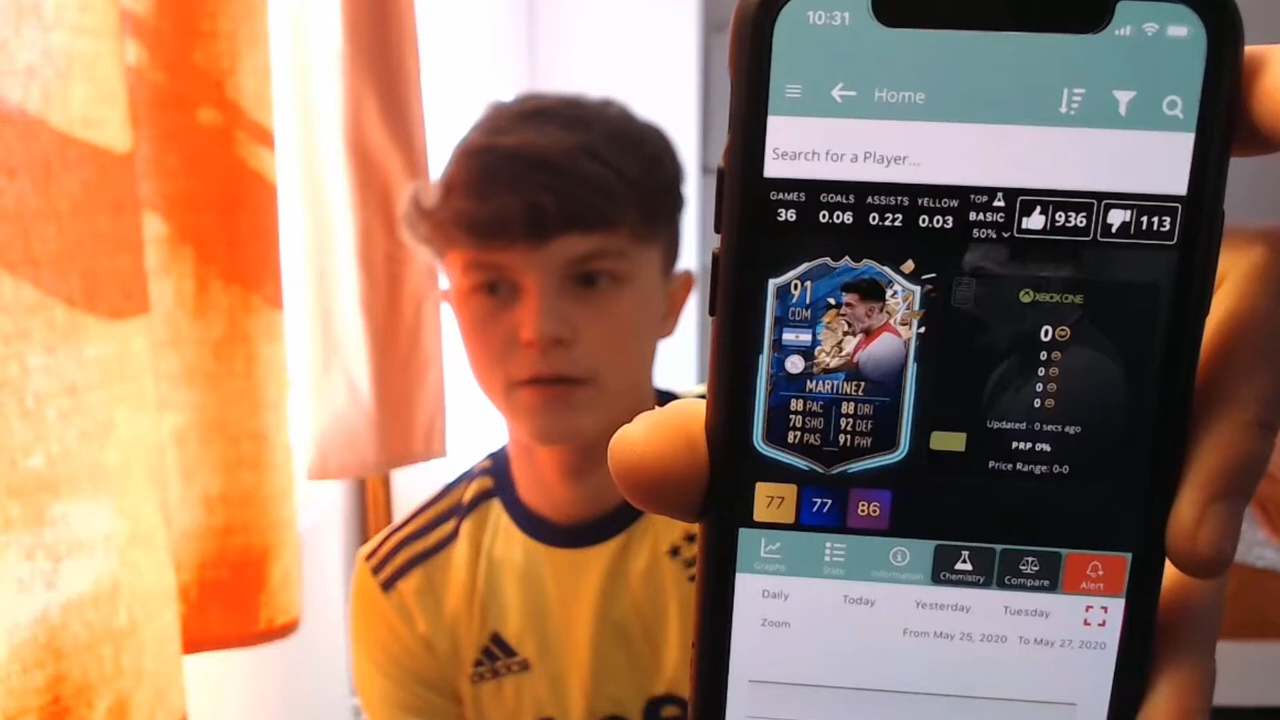 10:31
Home
Search for a Player...
GAMES GOALS ASSISTS YELLOW TOP
36 0.06 0.22 0.03 BASIC
50%
936 113
91
CDM
MARTINEZ
88 PAC 88 DRI
70 SHO 92 DEF
87 PAS 91 PHY
XBOX ONE
0
0
0
0
0
Updated - 0 secs ago
PRP 0%
Price Range: 0-0
77 77 86
Graphs Stats Information Chemistry Compare Alert
Daily Today Yesterday Tuesday
Zoom From May 25, 2020 To May 27, 2020
adidas